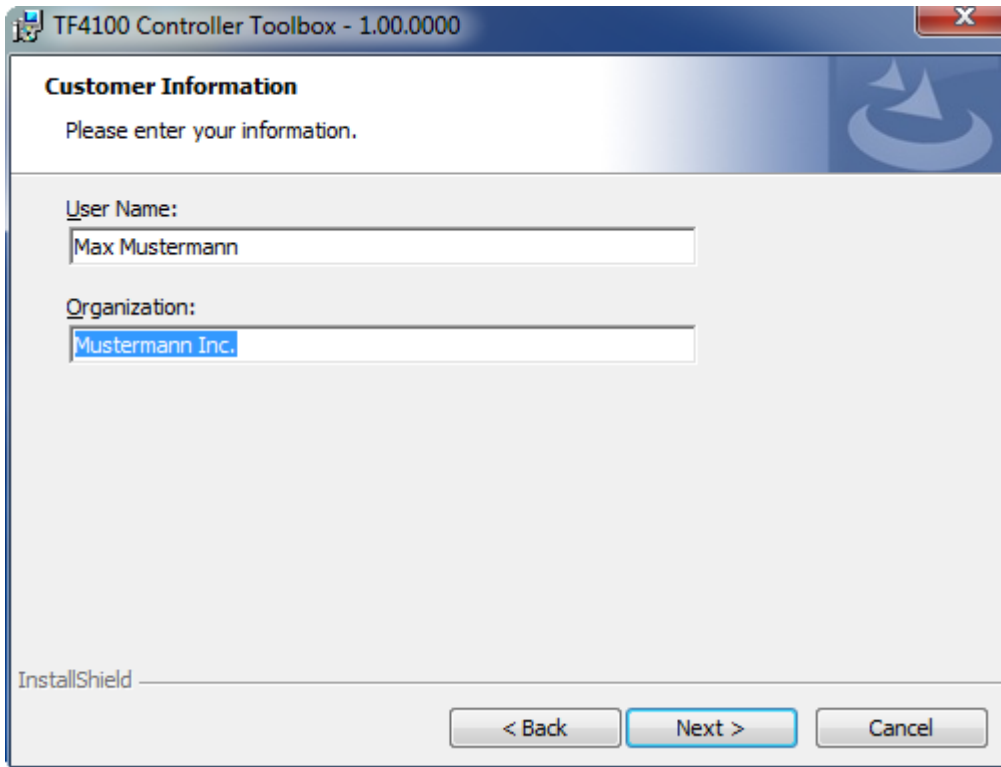 TF4100 Controller Toolbox - 1.00.0000
X
Customer Information
Please enter your information.
User Name:
Max Mustermann
Organization:
Mustermann Inc.
InstallShield
< Back
Next >
Cancel